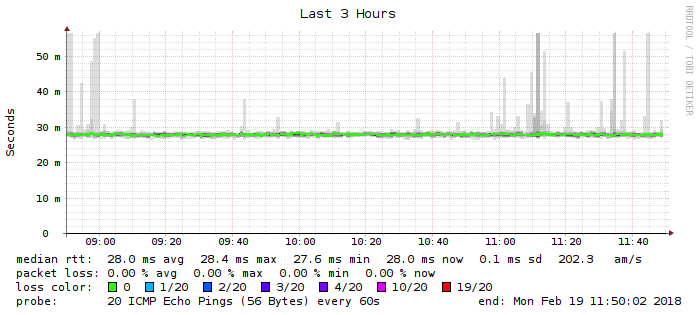 Last 3 Hours
RRDTOOL / TOBI OETIKER
Seconds
50 m
40 m
30 m
20 m
10 m
0
09:00 09:20 09:40 10:00 10:20 10:40 11:00 11:20 11:40
median rtt: 28.0 ms avg 28.4 ms max 27.6 ms min 28.0 ms now 0.1 ms sd 202.3 am/s
packet loss: 0.00 % avg 0.00 % max 0.00 % min 0.00 % now
loss color: 0 1/20 2/20 3/20 4/20 10/20 19/20
probe: 20 ICMP Echo Pings (56 Bytes) every 60s end: Mon Feb 19 11:50:02 2018